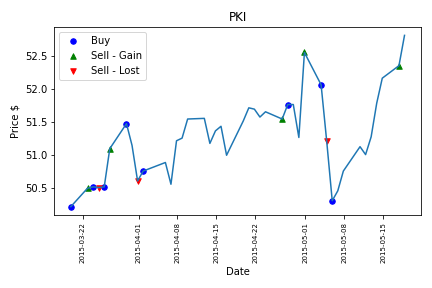 PKI
Buy
Sell - Gain
Sell - Lost
Price $
52.5
52.0
51.5
51.0
50.5
2015-03-22
2015-04-01
2015-04-08
2015-04-15
2015-04-22
2015-05-01
2015-05-08
2015-05-15
Date